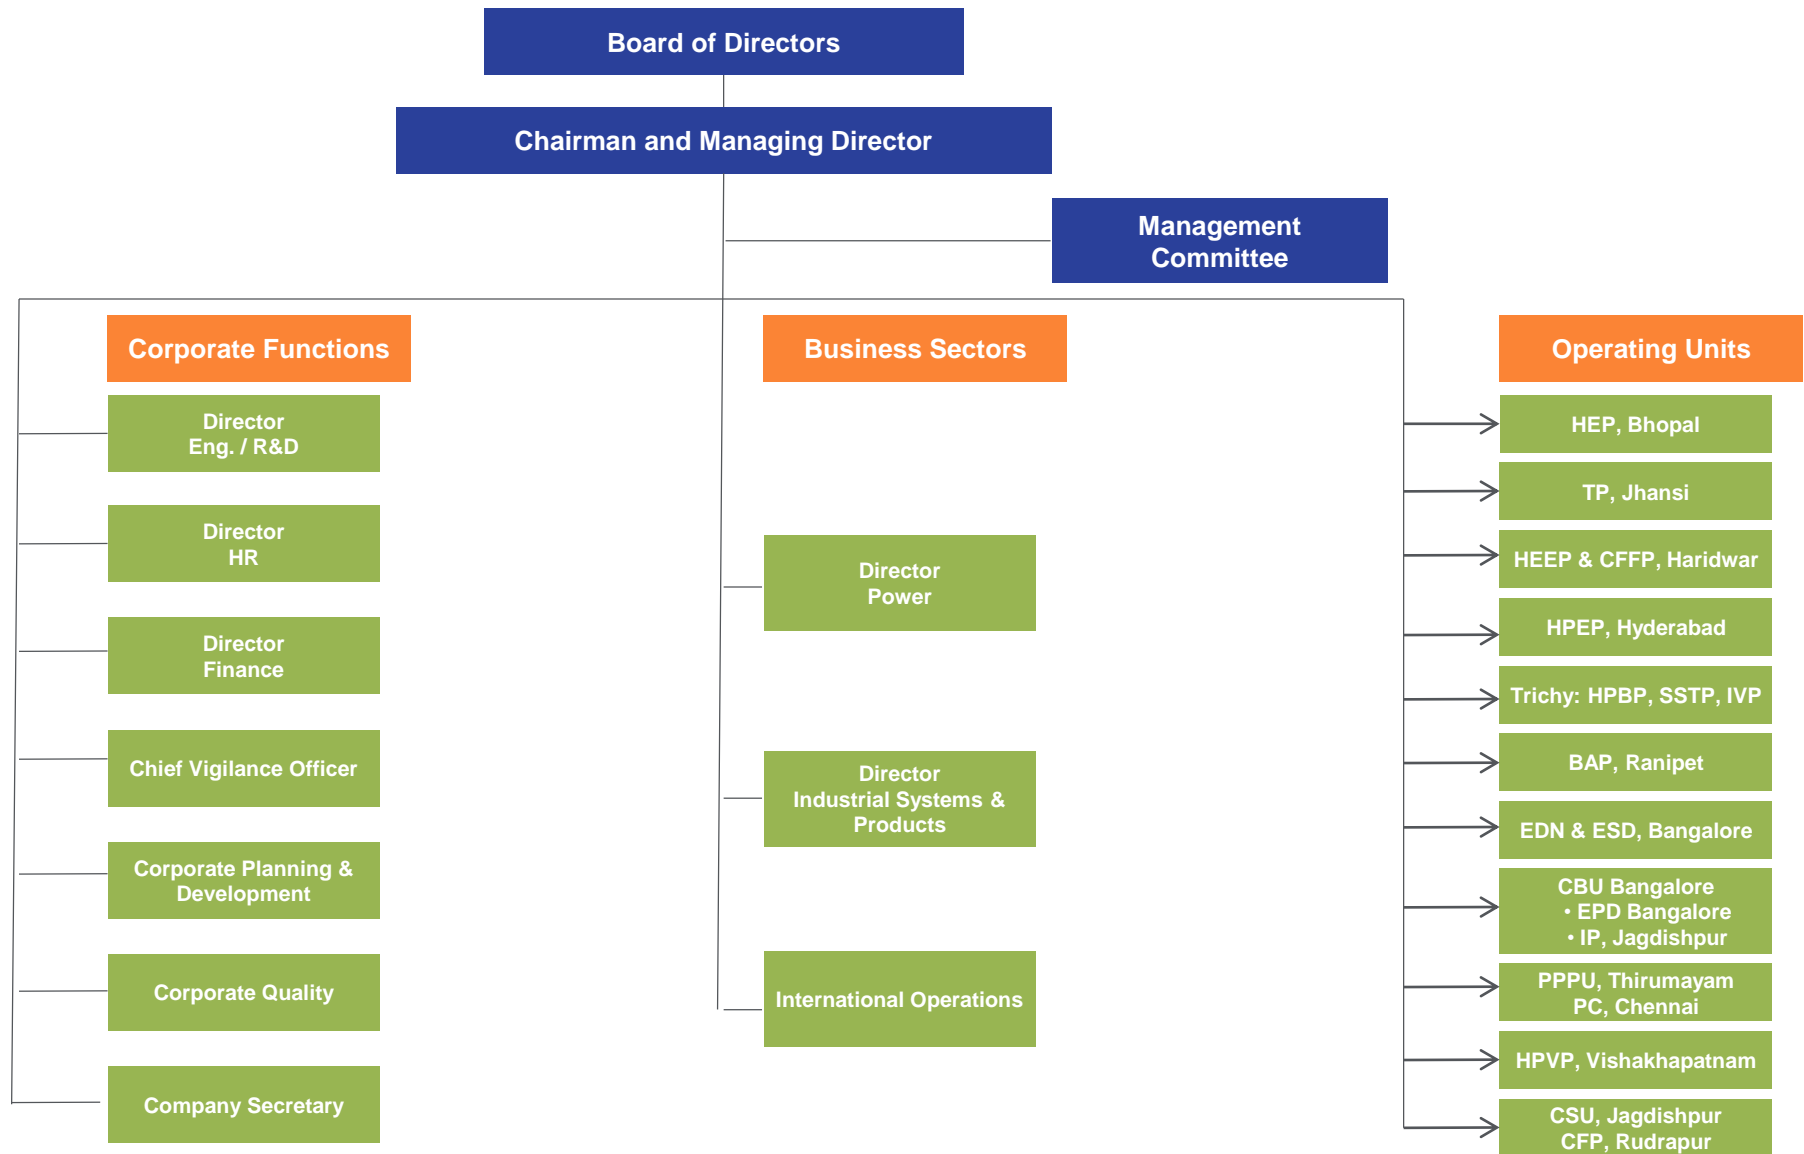 Board of Directors
Chairman and Managing Director
Management
Committee
Corporate Functions
Director
Eng. / R&D
Director
HR
Director
Finance
Chief Vigilance Officer
Corporate Planning &
Development
Corporate Quality
Company Secretary
Business Sectors
Director
Power
Director
Industrial Systems &
Products
International Operations
Operating Units
HEP, Bhopal
TP, Jhansi
HEEP & CFFP, Haridwar
HPEP, Hyderabad
Trichy: HPBP, SSTP, IVP
BAP, Ranipet
EDN & ESD, Bangalore
CBU Bangalore
• EPD Bangalore
• IP, Jagdishpur
PPPU, Thirumayam
PC, Chennai
HPVP, Vishakhapatnam
CSU, Jagdishpur
CFP, Rudrapur